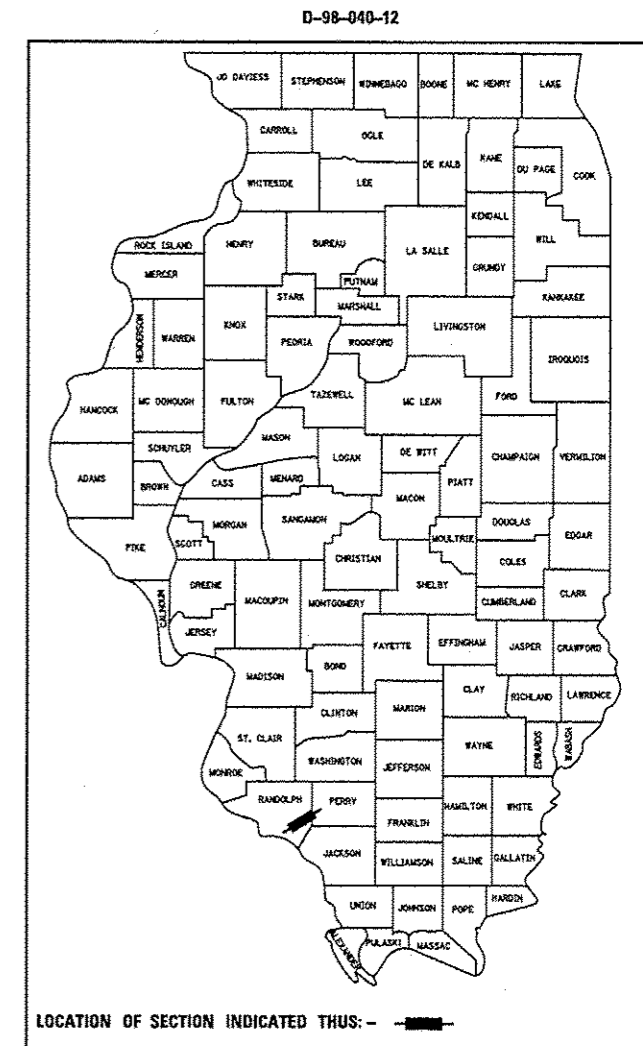 D-98-040-12
JO DAVIESS STEPHENSON WINNEBAGO BOONE MC HENRY LAKE
CARROLL OGLE DE KALB KANE DU PAGE COOK
WHITESIDE LEE
KENDALL WILL
ROCK ISLAND HENRY BUREAU LA SALLE GRUNDY
MERCER PUTNAM KANKAKEE
STARK MARSHALL
HENDERSON WARREN KNOX PEORIA WOODFORD LIVINGSTON IROQUOIS
HANCOCK MC DONOUGH FULTON TAZEWELL MC LEAN FORD
MASON
SCHUYLER LOGAN DE WITT CHAMPAIGN VERMILION
ADAMS BROWN CASS MENARD MACON PIATT
MORGAN SANGAMON DOUGLAS
PIKE SCOTT CHRISTIAN MOULTRIE COLES EDGAR
CALHOUN GREENE MACOUPIN MONTGOMERY SHELBY CUMBERLAND CLARK
JERSEY FAYETTE EFFINGHAM JASPER CRAWFORD
MADISON BOND
CLAY RICHLAND LAWRENCE
CLINTON MARION
ST. CLAIR WAYNE EDWARDS WABASH
WASHINGTON JEFFERSON
MONROE
RANDOLPH PERRY HAMILTON WHITE
FRANKLIN
JACKSON WILLIAMSON SALINE GALLATIN
UNION JOHNSON POPE HARDIN
ALEXANDER PULASKI MASSAC
LOCATION OF SECTION INDICATED THUS: -